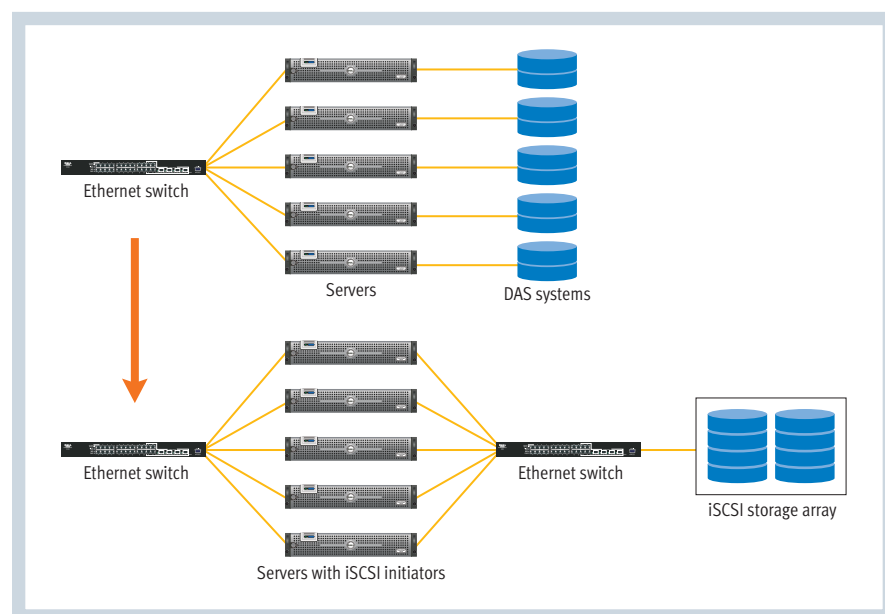 Ethernet switch
Servers
DAS systems
Ethernet switch
Ethernet switch
iSCSI storage array
Servers with iSCSI initiators